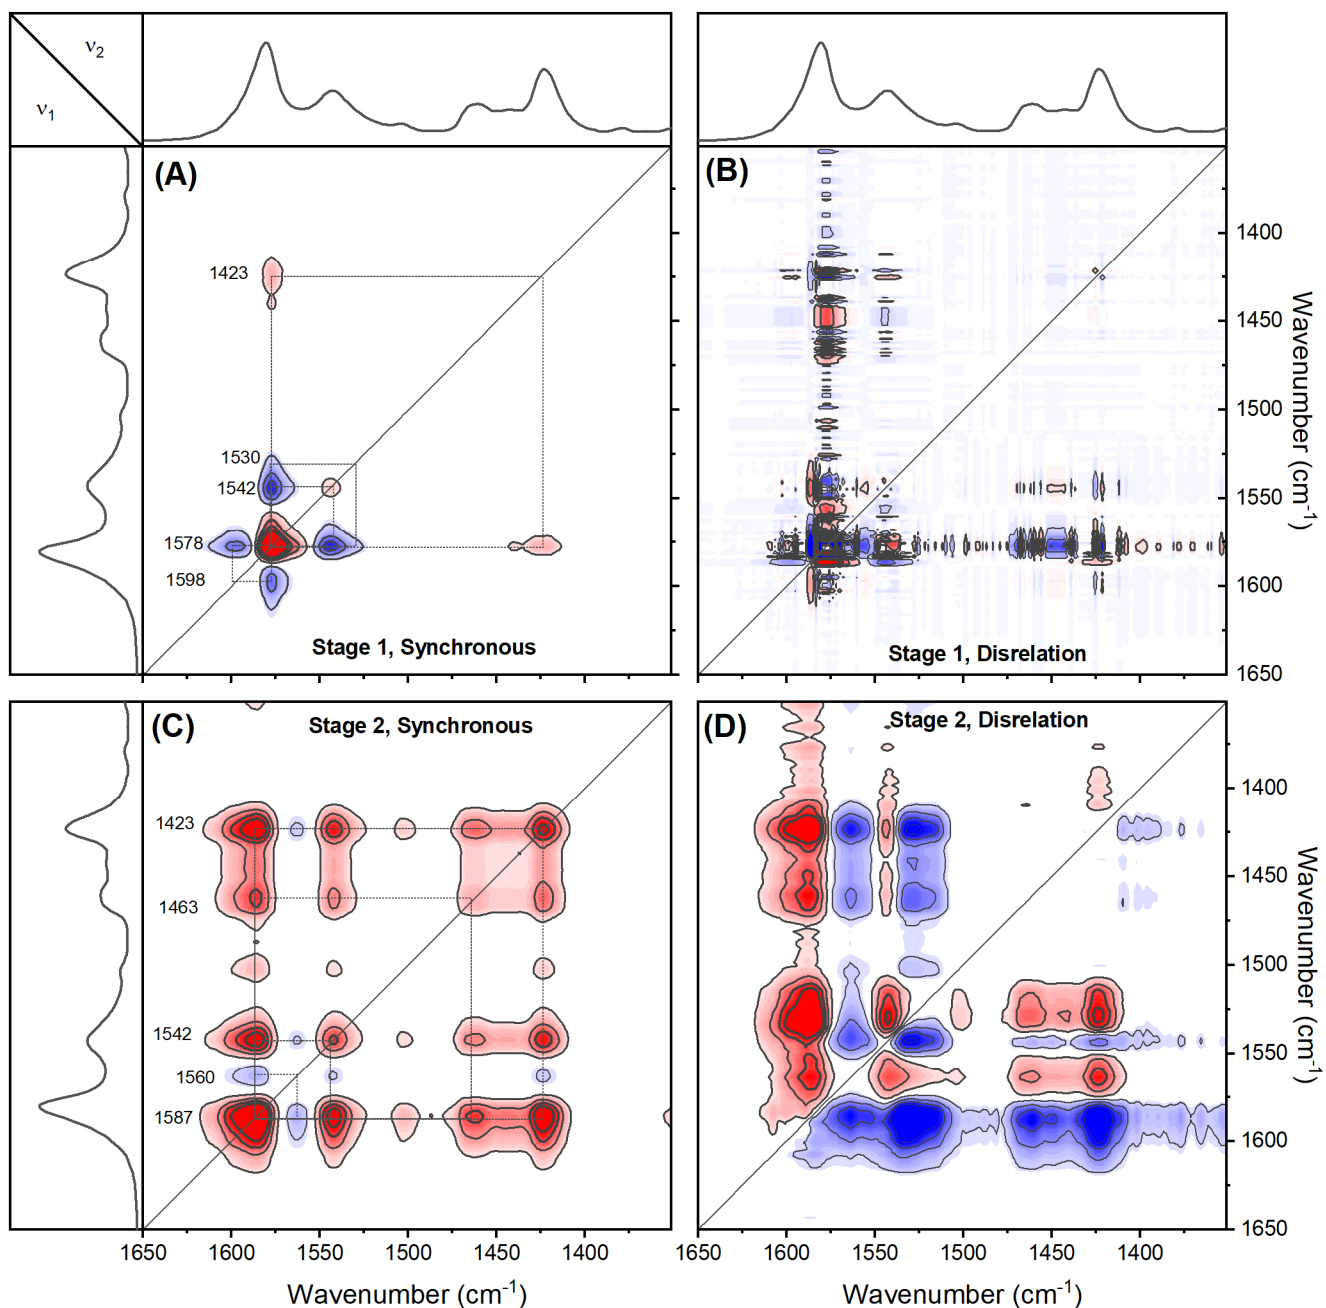 ν2
ν1
(A)
1423
1530
1542
1578
1598
Stage 1, Synchronous
(B)
Stage 1, Disrelation
1400
1450
1500
1550
1600
1650
Wavenumber (cm-1)
(C)
Stage 2, Synchronous
1423
1463
1542
1560
1587
(D)
Stage 2, Disrelation
1400
1450
1500
1550
1600
1650
Wavenumber (cm-1)
1650 1600 1550 1500 1450 1400
1650 1600 1550 1500 1450 1400
Wavenumber (cm-1)
Wavenumber (cm-1)